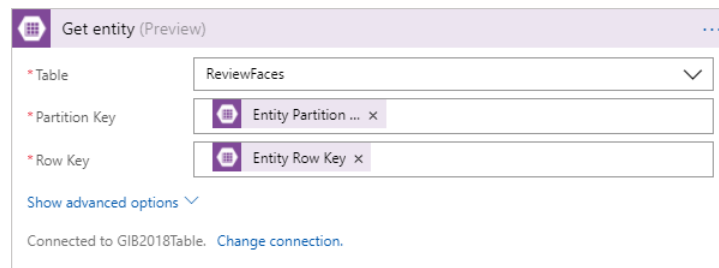 Get entity (Preview) ...
* Table ReviewFaces
* Partition Key Entity Partition ... ×
* Row Key Entity Row Key ×
Show advanced options
Connected to GIB2018Table. Change connection.